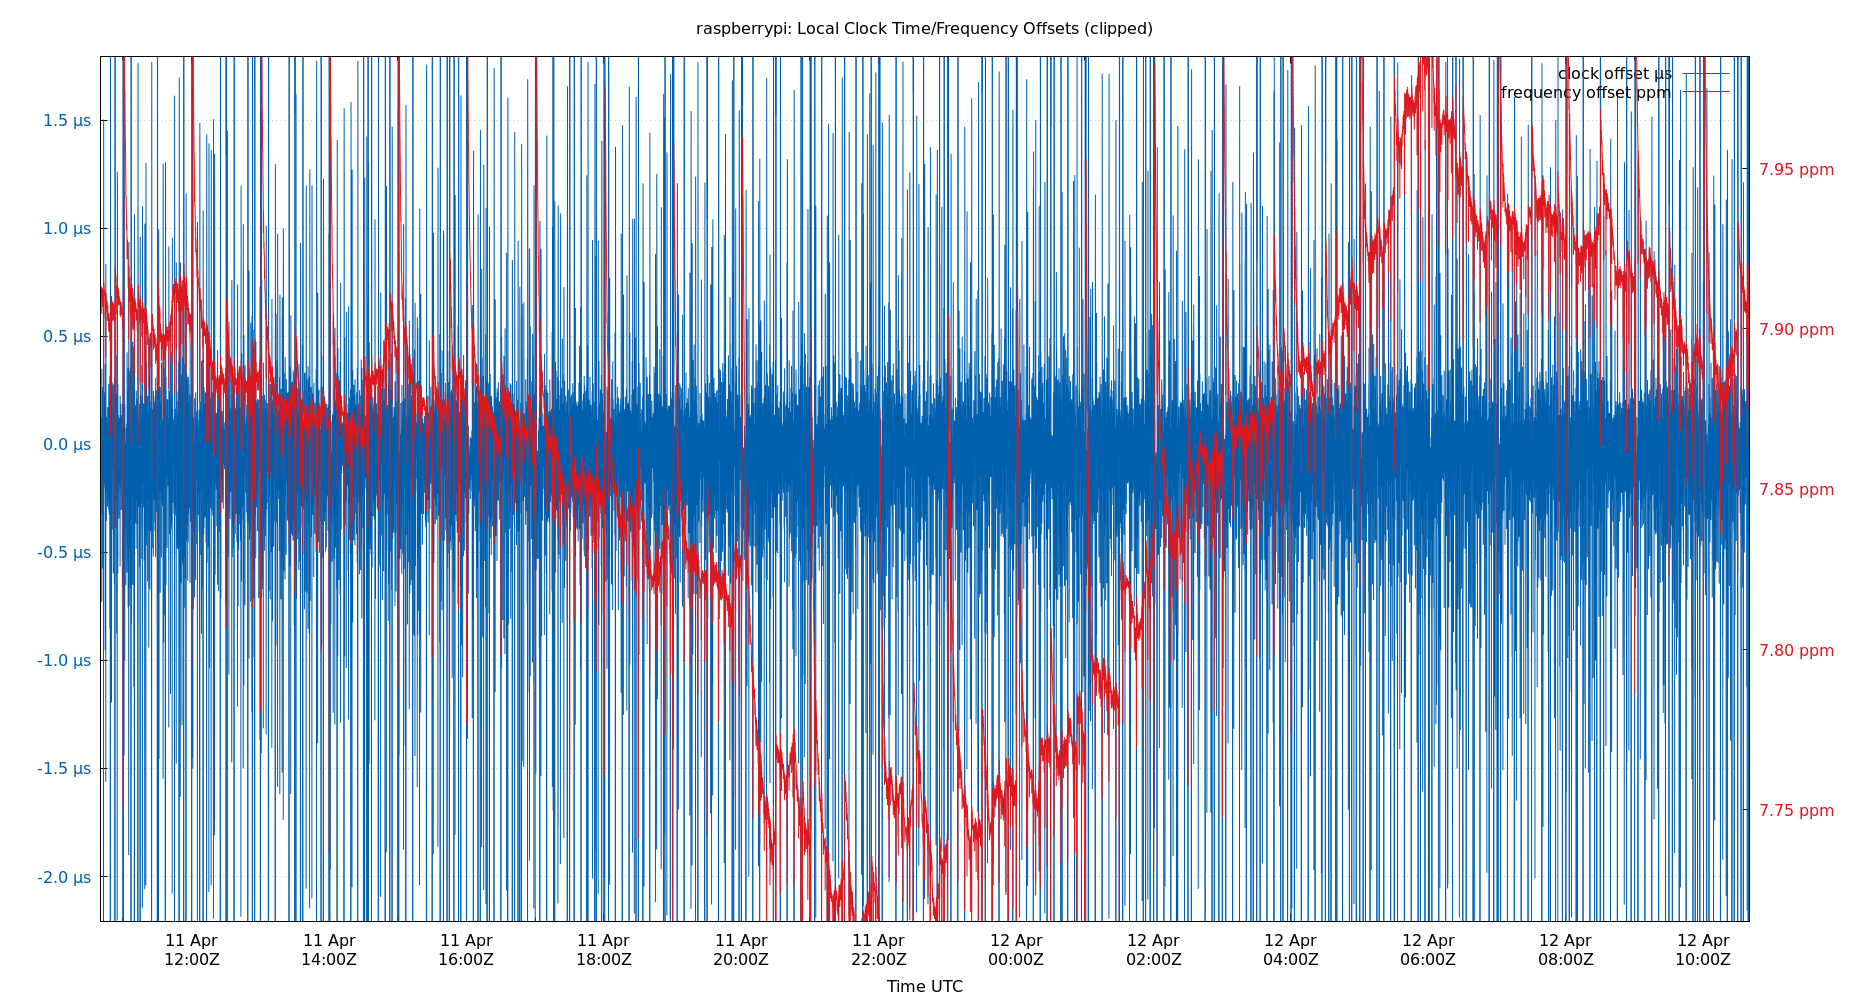 raspberrypi: Local Clock Time/Frequency Offsets (clipped)
clock offset µs
frequency offset ppm
1.5 µs
1.0 µs
0.5 µs
0.0 µs
-0.5 µs
-1.0 µs
-1.5 µs
-2.0 µs
7.95 ppm
7.90 ppm
7.85 ppm
7.80 ppm
7.75 ppm
11 Apr 11 Apr 11 Apr 11 Apr 11 Apr 11 Apr 12 Apr 12 Apr 12 Apr 12 Apr 12 Apr 12 Apr
12:00Z 14:00Z 16:00Z 18:00Z 20:00Z 22:00Z 00:00Z 02:00Z 04:00Z 06:00Z 08:00Z 10:00Z
Time UTC